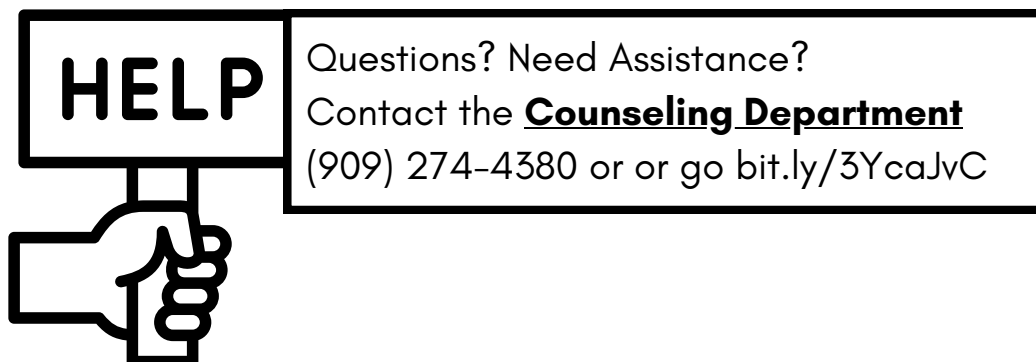 HELP
Questions? Need Assistance?
Contact the Counseling Department
(909) 274-4380 or or go bit.ly/3YcaJvC